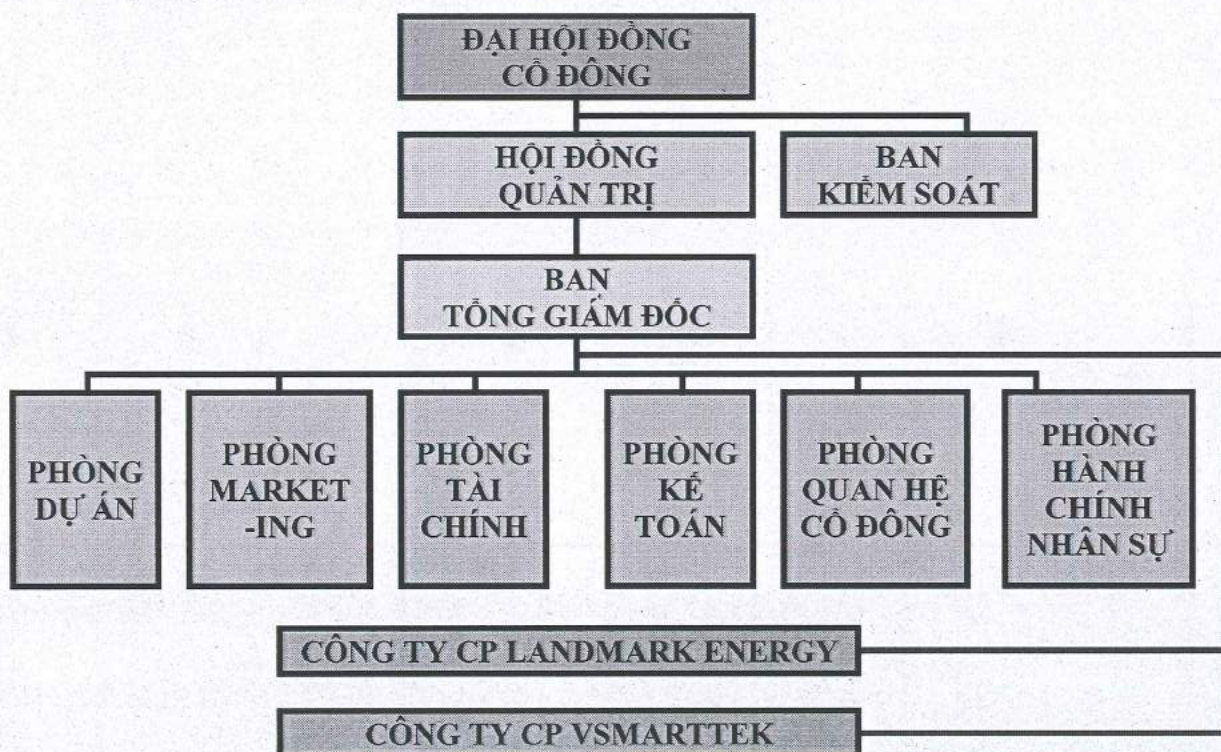 ĐẠI HỘI ĐỒNG
CỔ ĐÔNG
HỘI ĐỒNG
QUẢN TRỊ
BAN
KIỂM SOÁT
BAN
TỔNG GIÁM ĐỐC
PHÒNG
DỰ ÁN
PHÒNG
MARKET
-ING
PHÒNG
TÀI
CHÍNH
PHÒNG
KẾ
TOÁN
PHÒNG
QUAN HỆ
CỔ ĐÔNG
PHÒNG
HÀNH
CHÍNH
NHÂN SỰ
CÔNG TY CP LANDMARK ENERGY
CÔNG TY CP VSMARTTEK